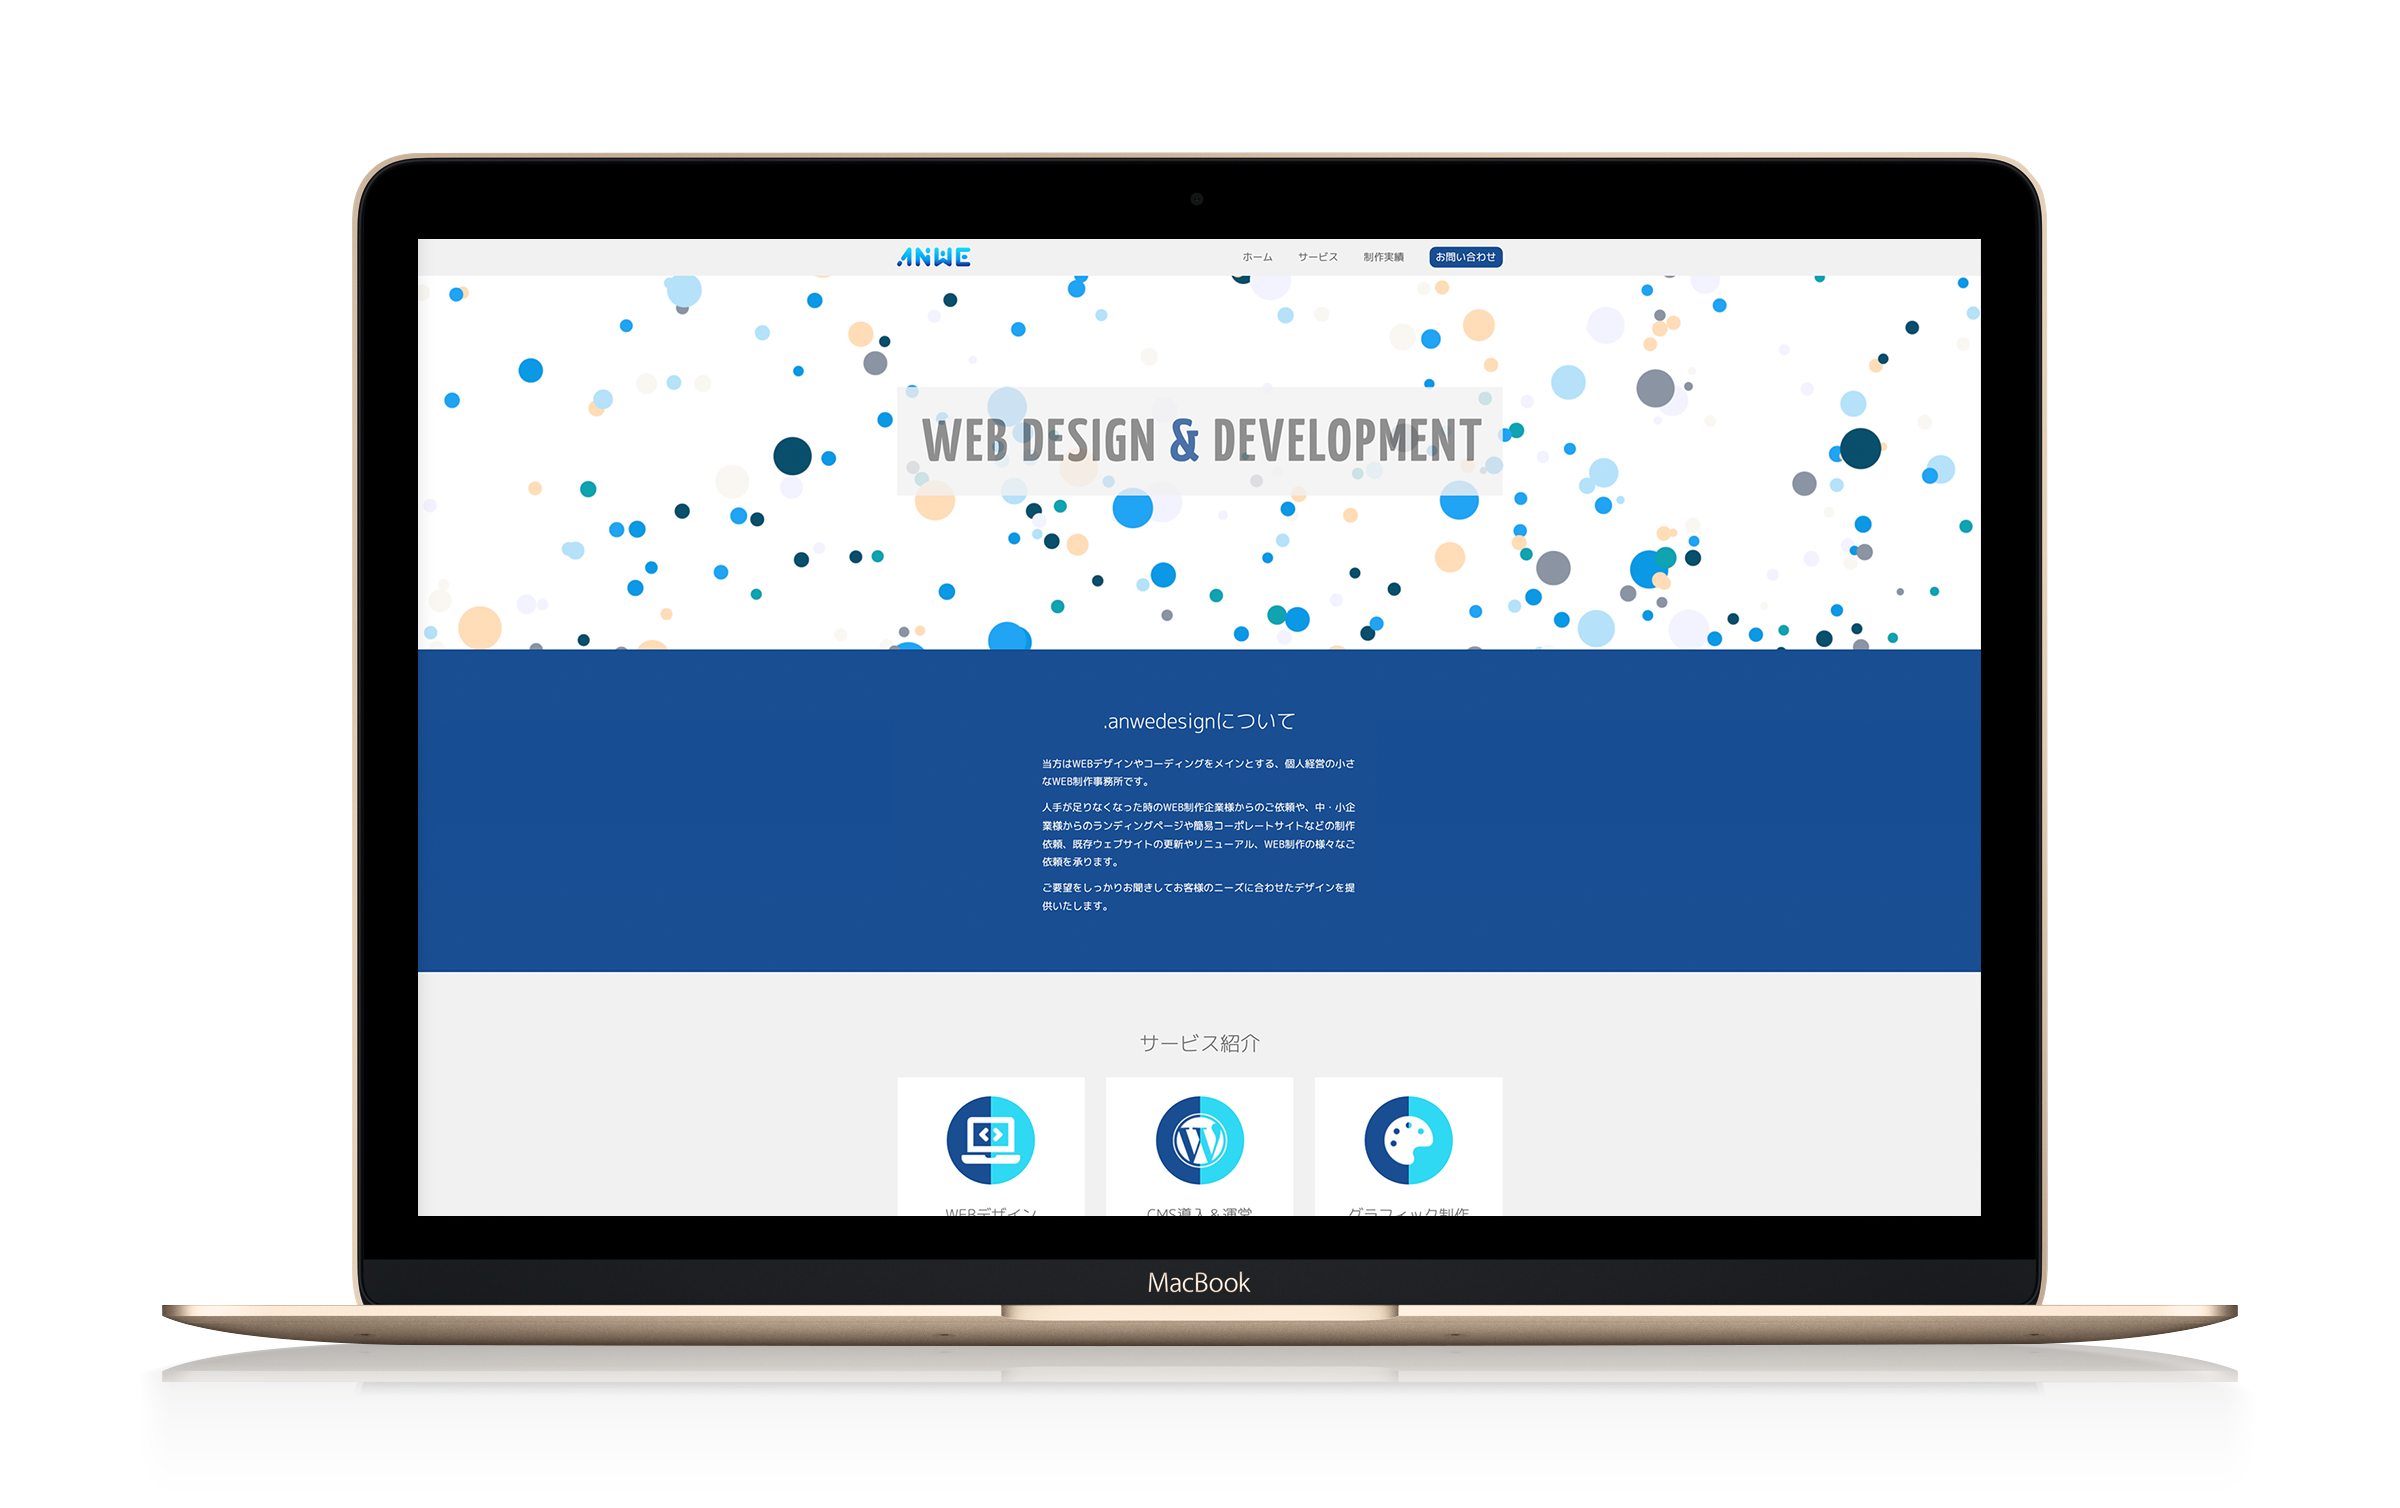 ANWE
ホーム サービス 制作実績 お問い合わせ
WEB DESIGN & DEVELOPMENT
.anwedesignについて
当方はWEBデザインやコーディングをメインとする、個人経営の小さ
なWEB制作事務所です。
人手が足りなくなった時のWEB制作企業様からのご依頼や、中・小企
業様からのランディングページや簡易コーポレートサイトなどの制作
依頼、既存ウェブサイトの更新やリニューアル、WEB制作の様々なご
依頼を承ります。
ご要望をしっかりお聞きしてお客様のニーズに合わせたデザインを提
供いたします。
サービス紹介
WEBデザイン CMS導入＆運営 グラフィック制作
MacBook